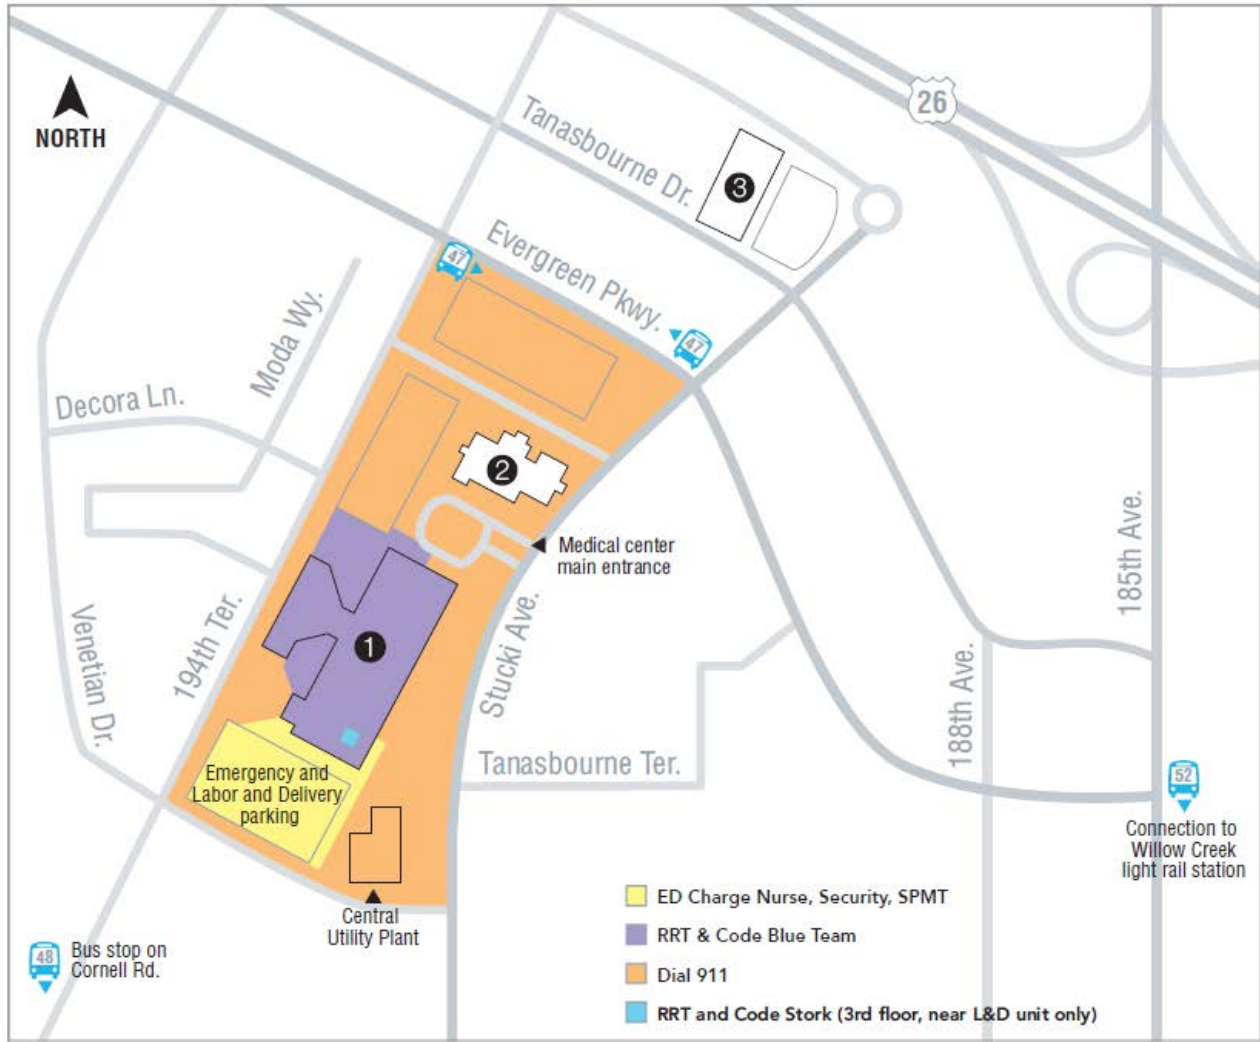 26
NORTH
Tanasbourne Dr.
3
Evergreen Pkwy.
47
47
Moda Wy.
Decora Ln.
2
Medical center
main entrance
185th Ave.
194th Ter.
1
Venetian Dr.
Stucki Ave.
188th Ave.
Tanasbourne Ter.
Emergency and
Labor and Delivery
parking
52
Connection to
Willow Creek
light rail station
Central
Utility Plant
48
Bus stop on
Cornell Rd.
ED Charge Nurse, Security, SPMT
RRT & Code Blue Team
Dial 911
RRT and Code Stork (3rd floor, near L&D unit only)